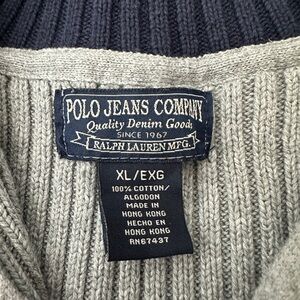 POLO JEANS COMPANY
Quality Denim Goods
SINCE 1967
RALPH LAUREN MFG.
XL/EXG
100% COTTON/
ALGODON
MADE IN
HONG KONG
HECHO EN
HONG KONG
RN67437